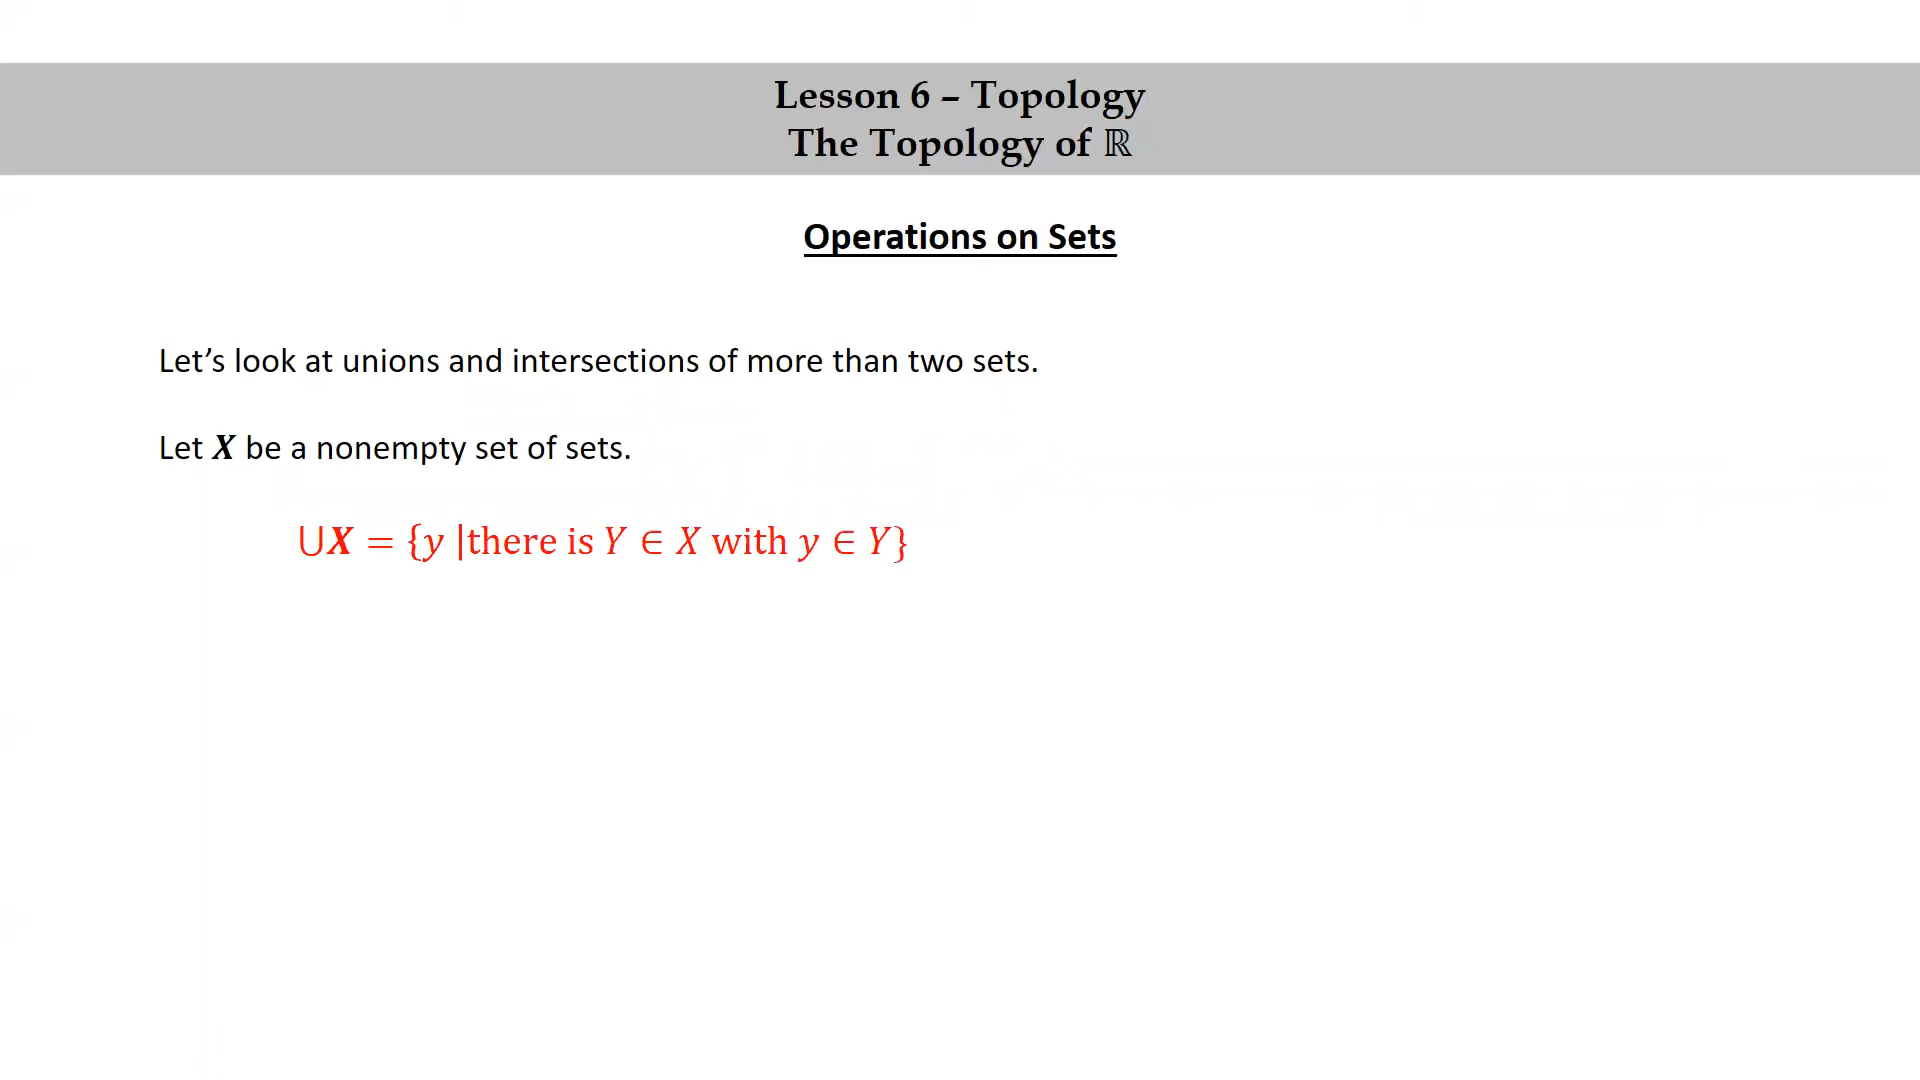 Lesson 6 – Topology
The Topology of ℝ
Operations on Sets
Let’s look at unions and intersections of more than two sets.
Let X be a nonempty set of sets.
⋃X = {y |there is Y ∈ X with y ∈ Y}